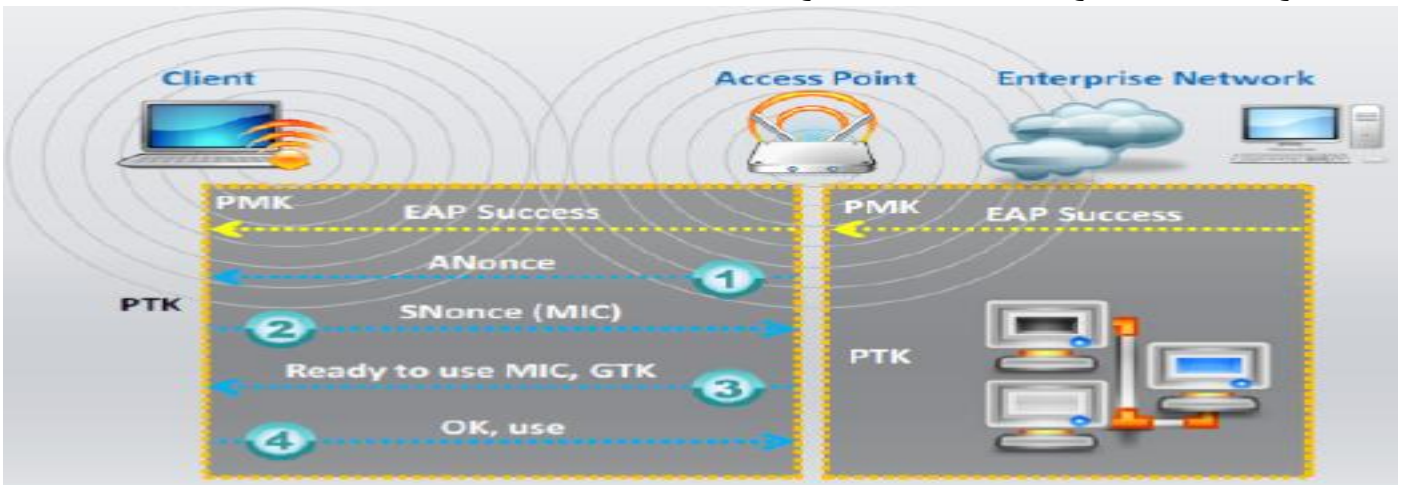 Client
Access Point
Enterprise Network
PMK
EAP Success
PMK
EAP Success
ANonce
1
PTK
2
SNonce (MIC)
Ready to use MIC, GTK
3
PTK
4
OK, use